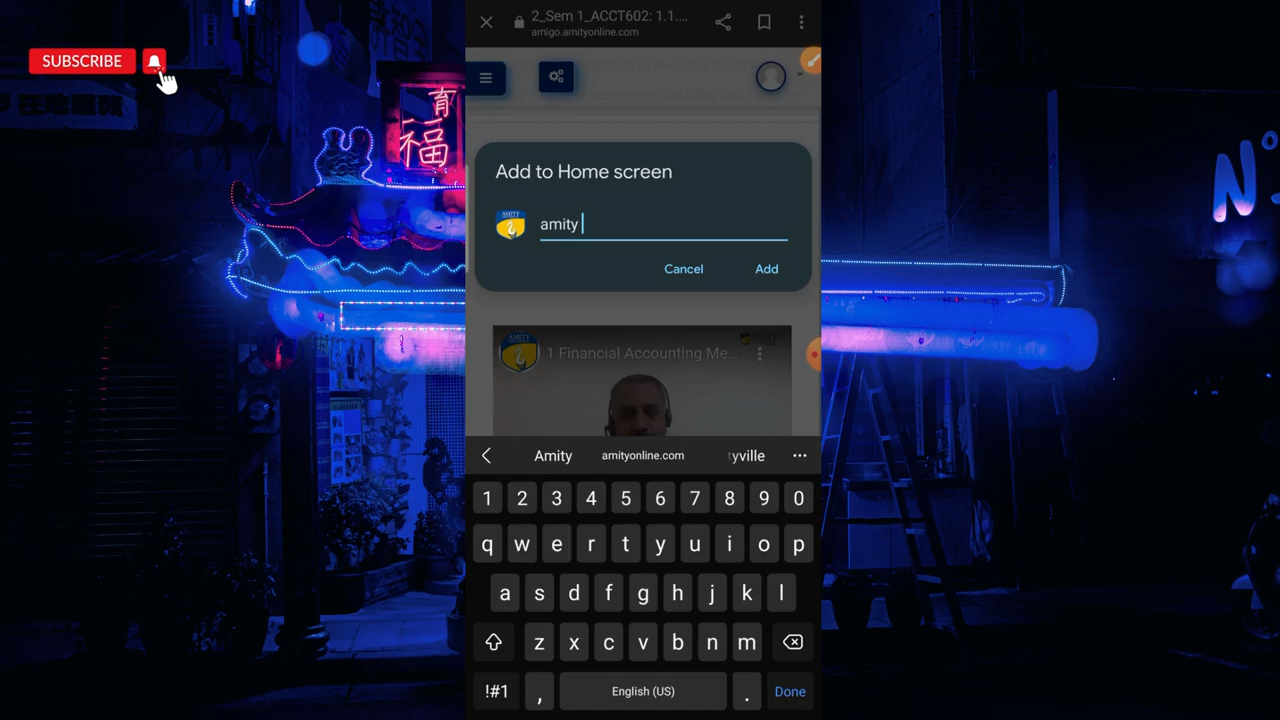 SUBSCRIBE
2_Sem 1_ACCT602: 1.1....
amigo.amityonline.com
Add to Home screen
AMITY
amity
Cancel
Add
1 Financial Accounting Me...
Amity
amityonline.com
yville
1 2 3 4 5 6 7 8 9 0
q w e r t y u i o p
a s d f g h j k l
z x c v b n m
!#1 , English (US) . Done
育
福
N